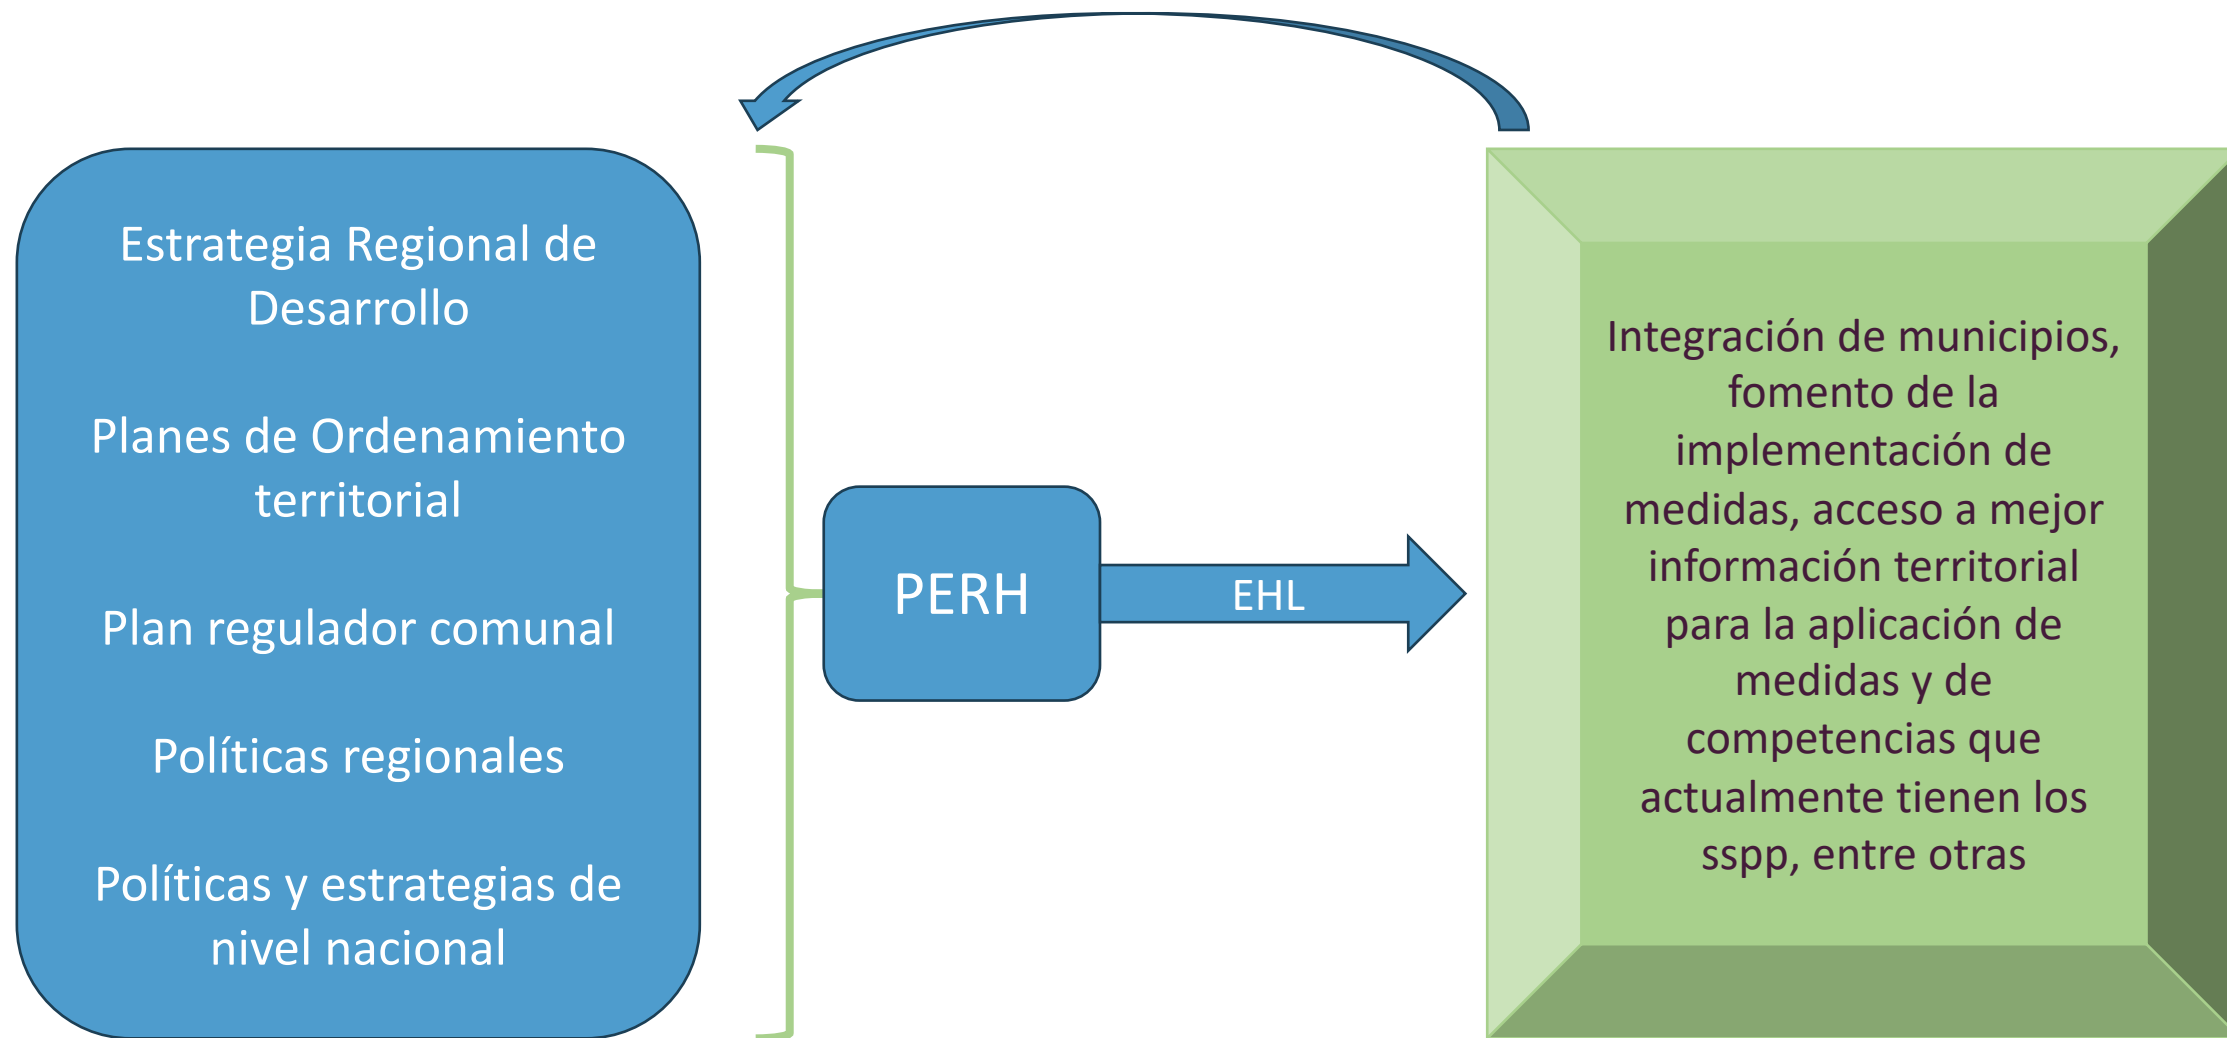 Estrategia Regional de
Desarrollo
Planes de Ordenamiento
territorial
Plan regulador comunal
Políticas regionales
Políticas y estrategias de
nivel nacional
PERH
EHL
Integración de municipios,
fomento de la
implementación de
medidas, acceso a mejor
información territorial
para la aplicación de
medidas y de
competencias que
actualmente tienen los
sspp, entre otras